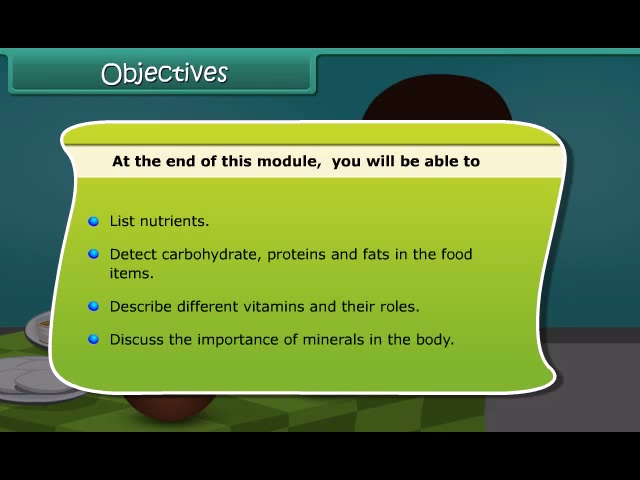 Objectives
At the end of this module, you will be able to
List nutrients.
Detect carbohydrate, proteins and fats in the food
items.
Describe different vitamins and their roles.
Discuss the importance of minerals in the body.